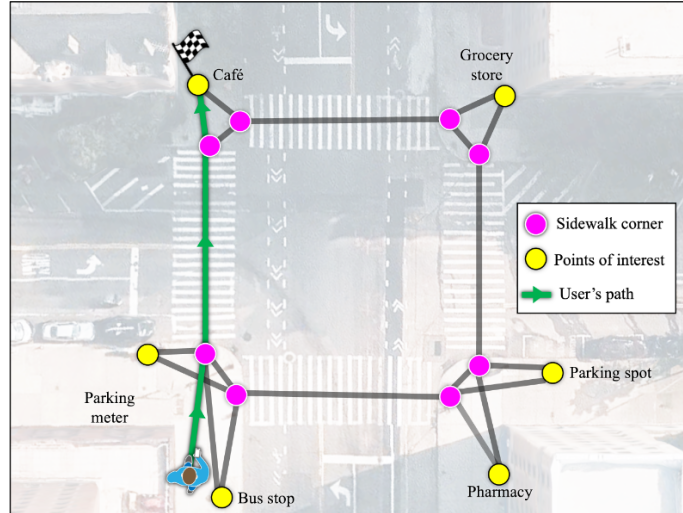 Café
Grocery
store
Sidewalk corner
Points of interest
User's path
Parking
meter
Parking spot
Bus stop
Pharmacy